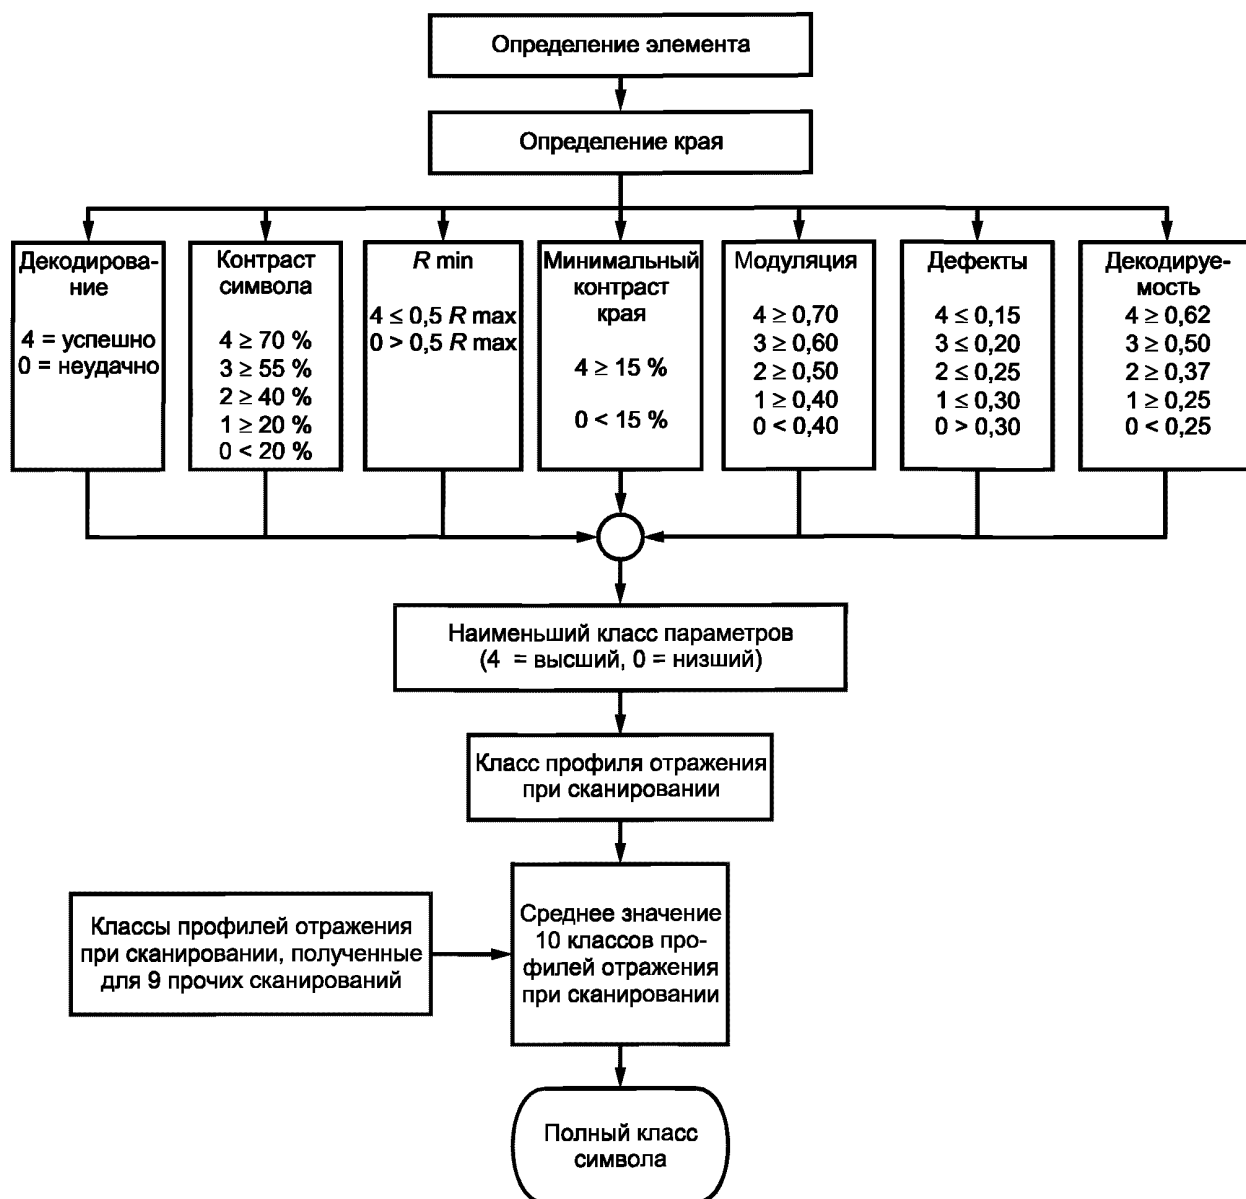 Определение элемента
Определение края
Декодирова-
ние
4 = успешно
0 = неудачно
Контраст
символа
4 ≥ 70 %
3 ≥ 55 %
2 ≥ 40 %
1 ≥ 20 %
0 < 20 %
R min
4 ≤ 0,5 R max
0 > 0,5 R max
Минимальный
контраст
края
4 ≥ 15 %
0 < 15 %
Модуляция
4 ≥ 0,70
3 ≥ 0,60
2 ≥ 0,50
1 ≥ 0,40
0 < 0,40
Дефекты
4 ≤ 0,15
3 ≤ 0,20
2 ≤ 0,25
1 ≤ 0,30
0 > 0,30
Декодируе-
мость
4 ≥ 0,62
3 ≥ 0,50
2 ≥ 0,37
1 ≥ 0,25
0 < 0,25
Наименьший класс параметров
(4 = высший, 0 = низший)
Класс профиля отражения
при сканировании
Классы профилей отражения
при сканировании, полученные
для 9 прочих сканирований
Среднее значение
10 классов про-
филей отражения
при сканировании
Полный класс
символа